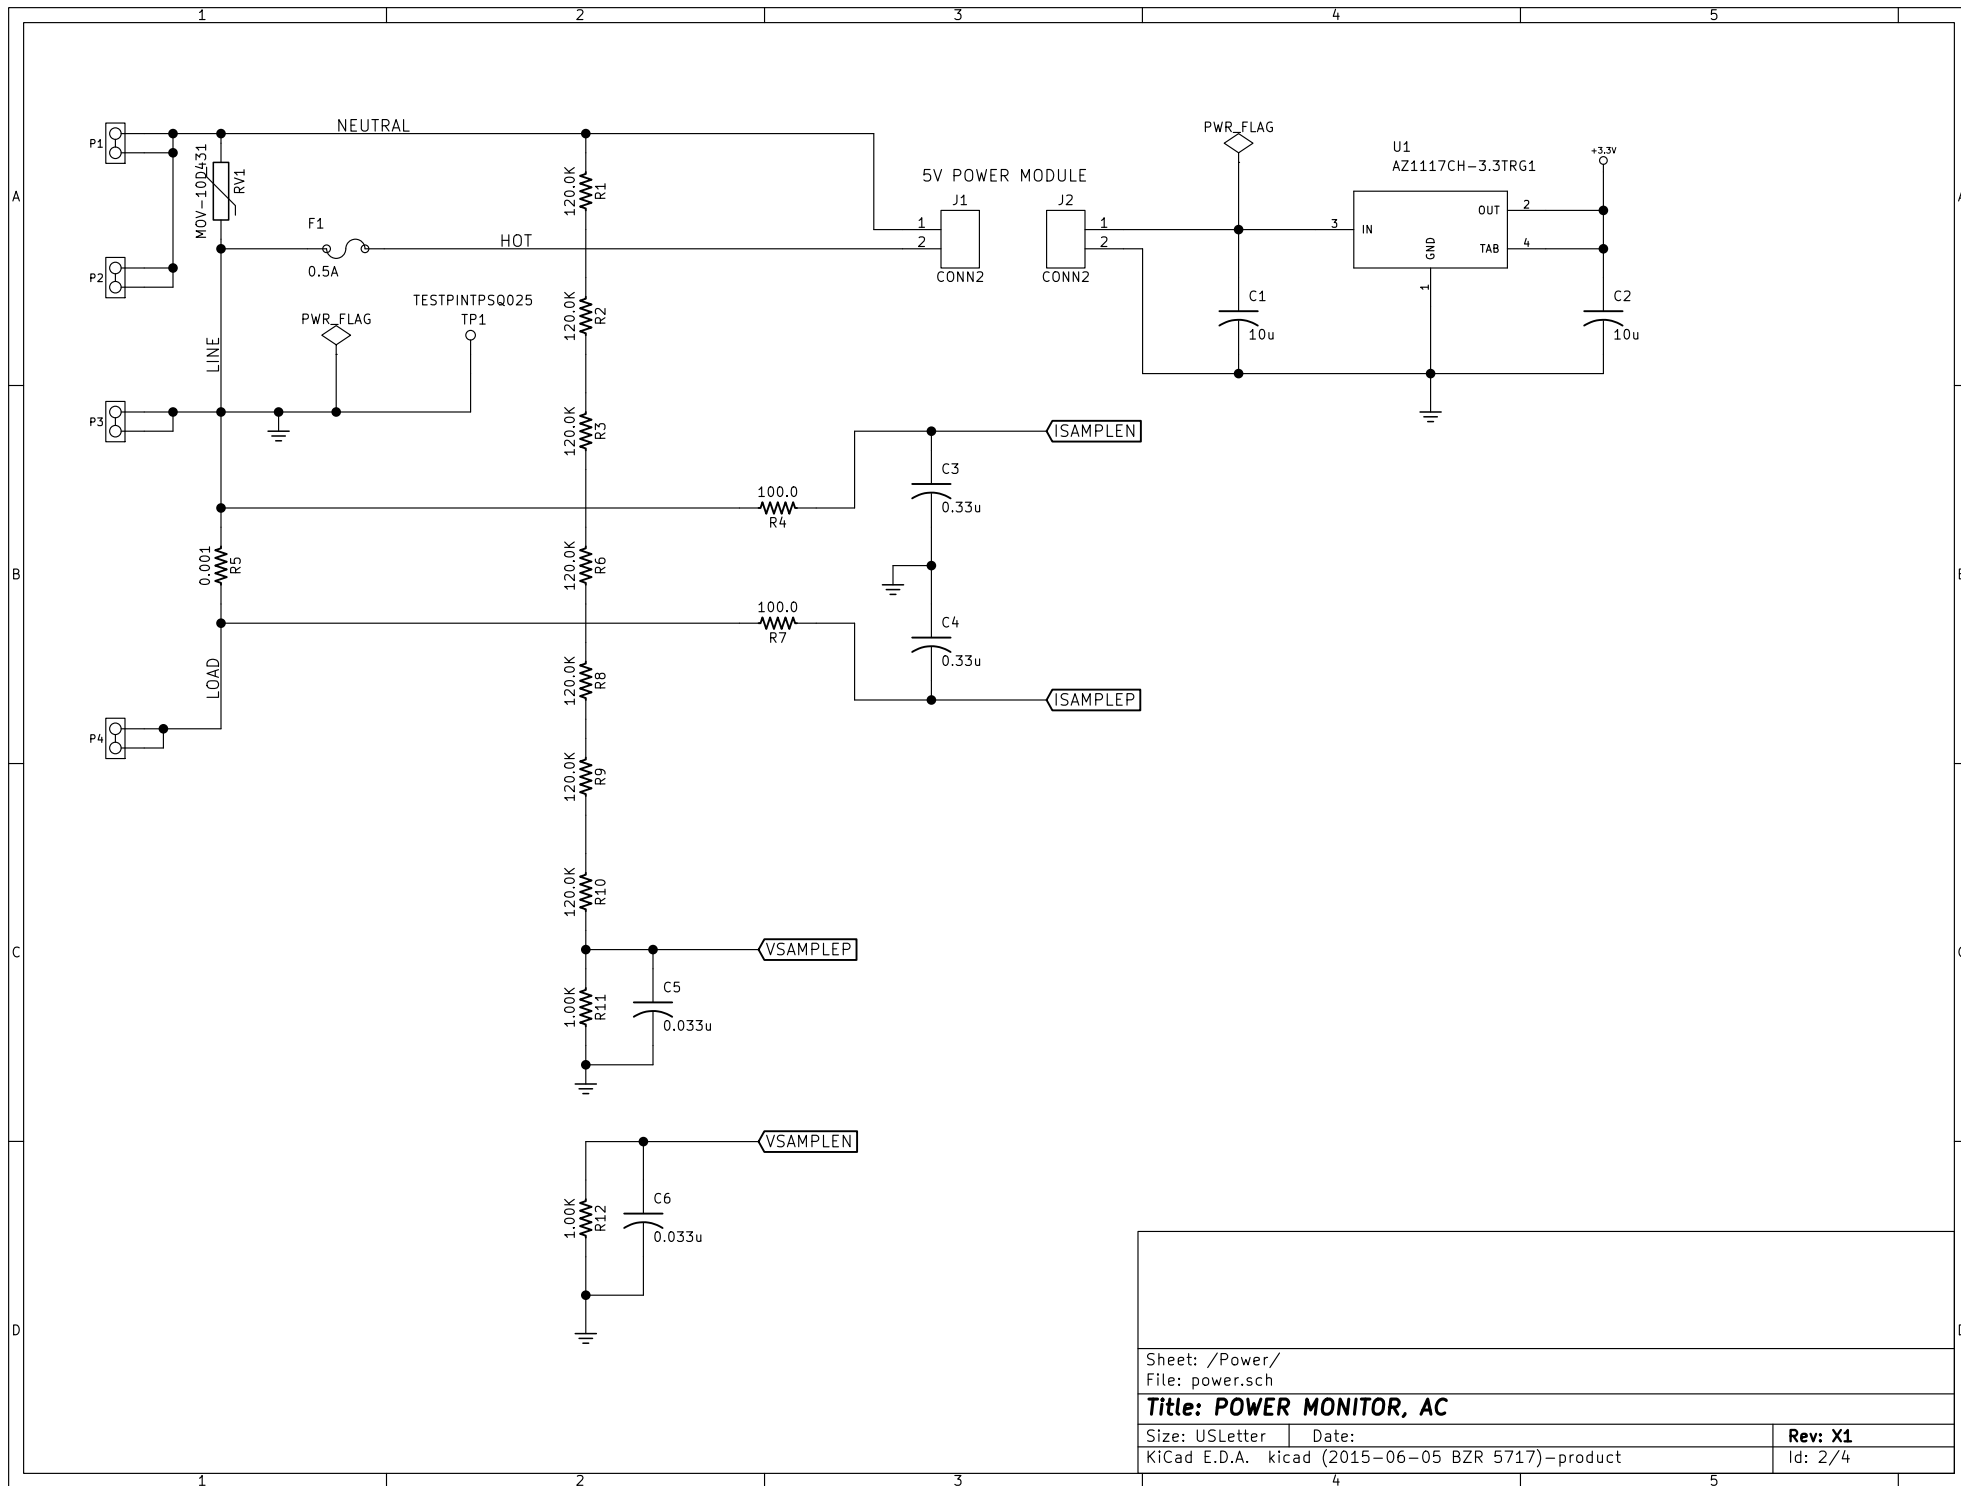 1 2 3 4 5
A
B
C
D
P1
NEUTRAL
MOV-10D431
RV1
P2
F1
0.5A
HOT
PWR_FLAG
TESTPINTPSQ025
TP1
LINE
P3
120.0K
R1
120.0K
R2
120.0K
R3
5V POWER MODULE
J1
1
2
CONN2
J2
1
2
CONN2
PWR_FLAG
C1
10u
U1
AZ1117CH-3.3TRG1
3 IN
OUT 2
TAB 4
GND
1
+3.3V
C2
10u
ISAMPLEN
C3
0.33u
100.0
R4
0.001
R5
120.0K
R6
100.0
R7
C4
0.33u
ISAMPLEP
LOAD
P4
120.0K
R8
120.0K
R9
120.0K
R10
VSAMPLEP
1.00K
R11
C5
0.033u
VSAMPLEN
1.00K
R12
C6
0.033u
Sheet: /Power/
File: power.sch
Title: POWER MONITOR, AC
Size: USLetter Date: Rev: X1
KiCad E.D.A. kicad (2015-06-05 BZR 5717)-product Id: 2/4
1 2 3 4 5